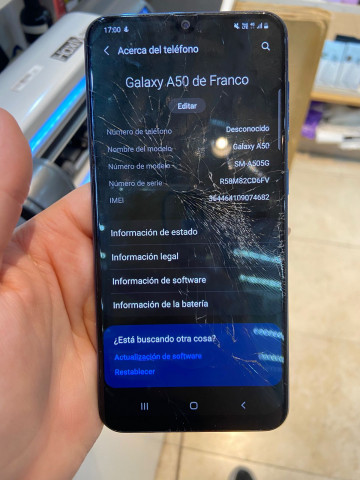 17:00
Acerca del teléfono
Galaxy A50 de Franco
Editar
Número de teléfono Desconocido
Nombre del modelo Galaxy A50
Número de modelo SM-A505G
Número de serie R58M82CD6FV
IMEI 364464109074682
Información de estado
Información legal
Información de software
Información de la batería
¿Está buscando otra cosa?
Actualización de software
Restablecer